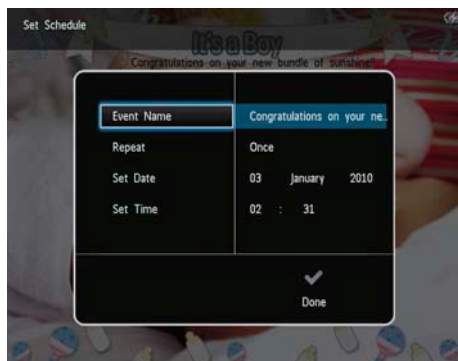 Set Schedule
It's a Boy
Congratulations on your new bundle of sunshine!!
Event Name Congratulations on your ne..
Repeat Once
Set Date 03 January 2010
Set Time 02 : 31
Done